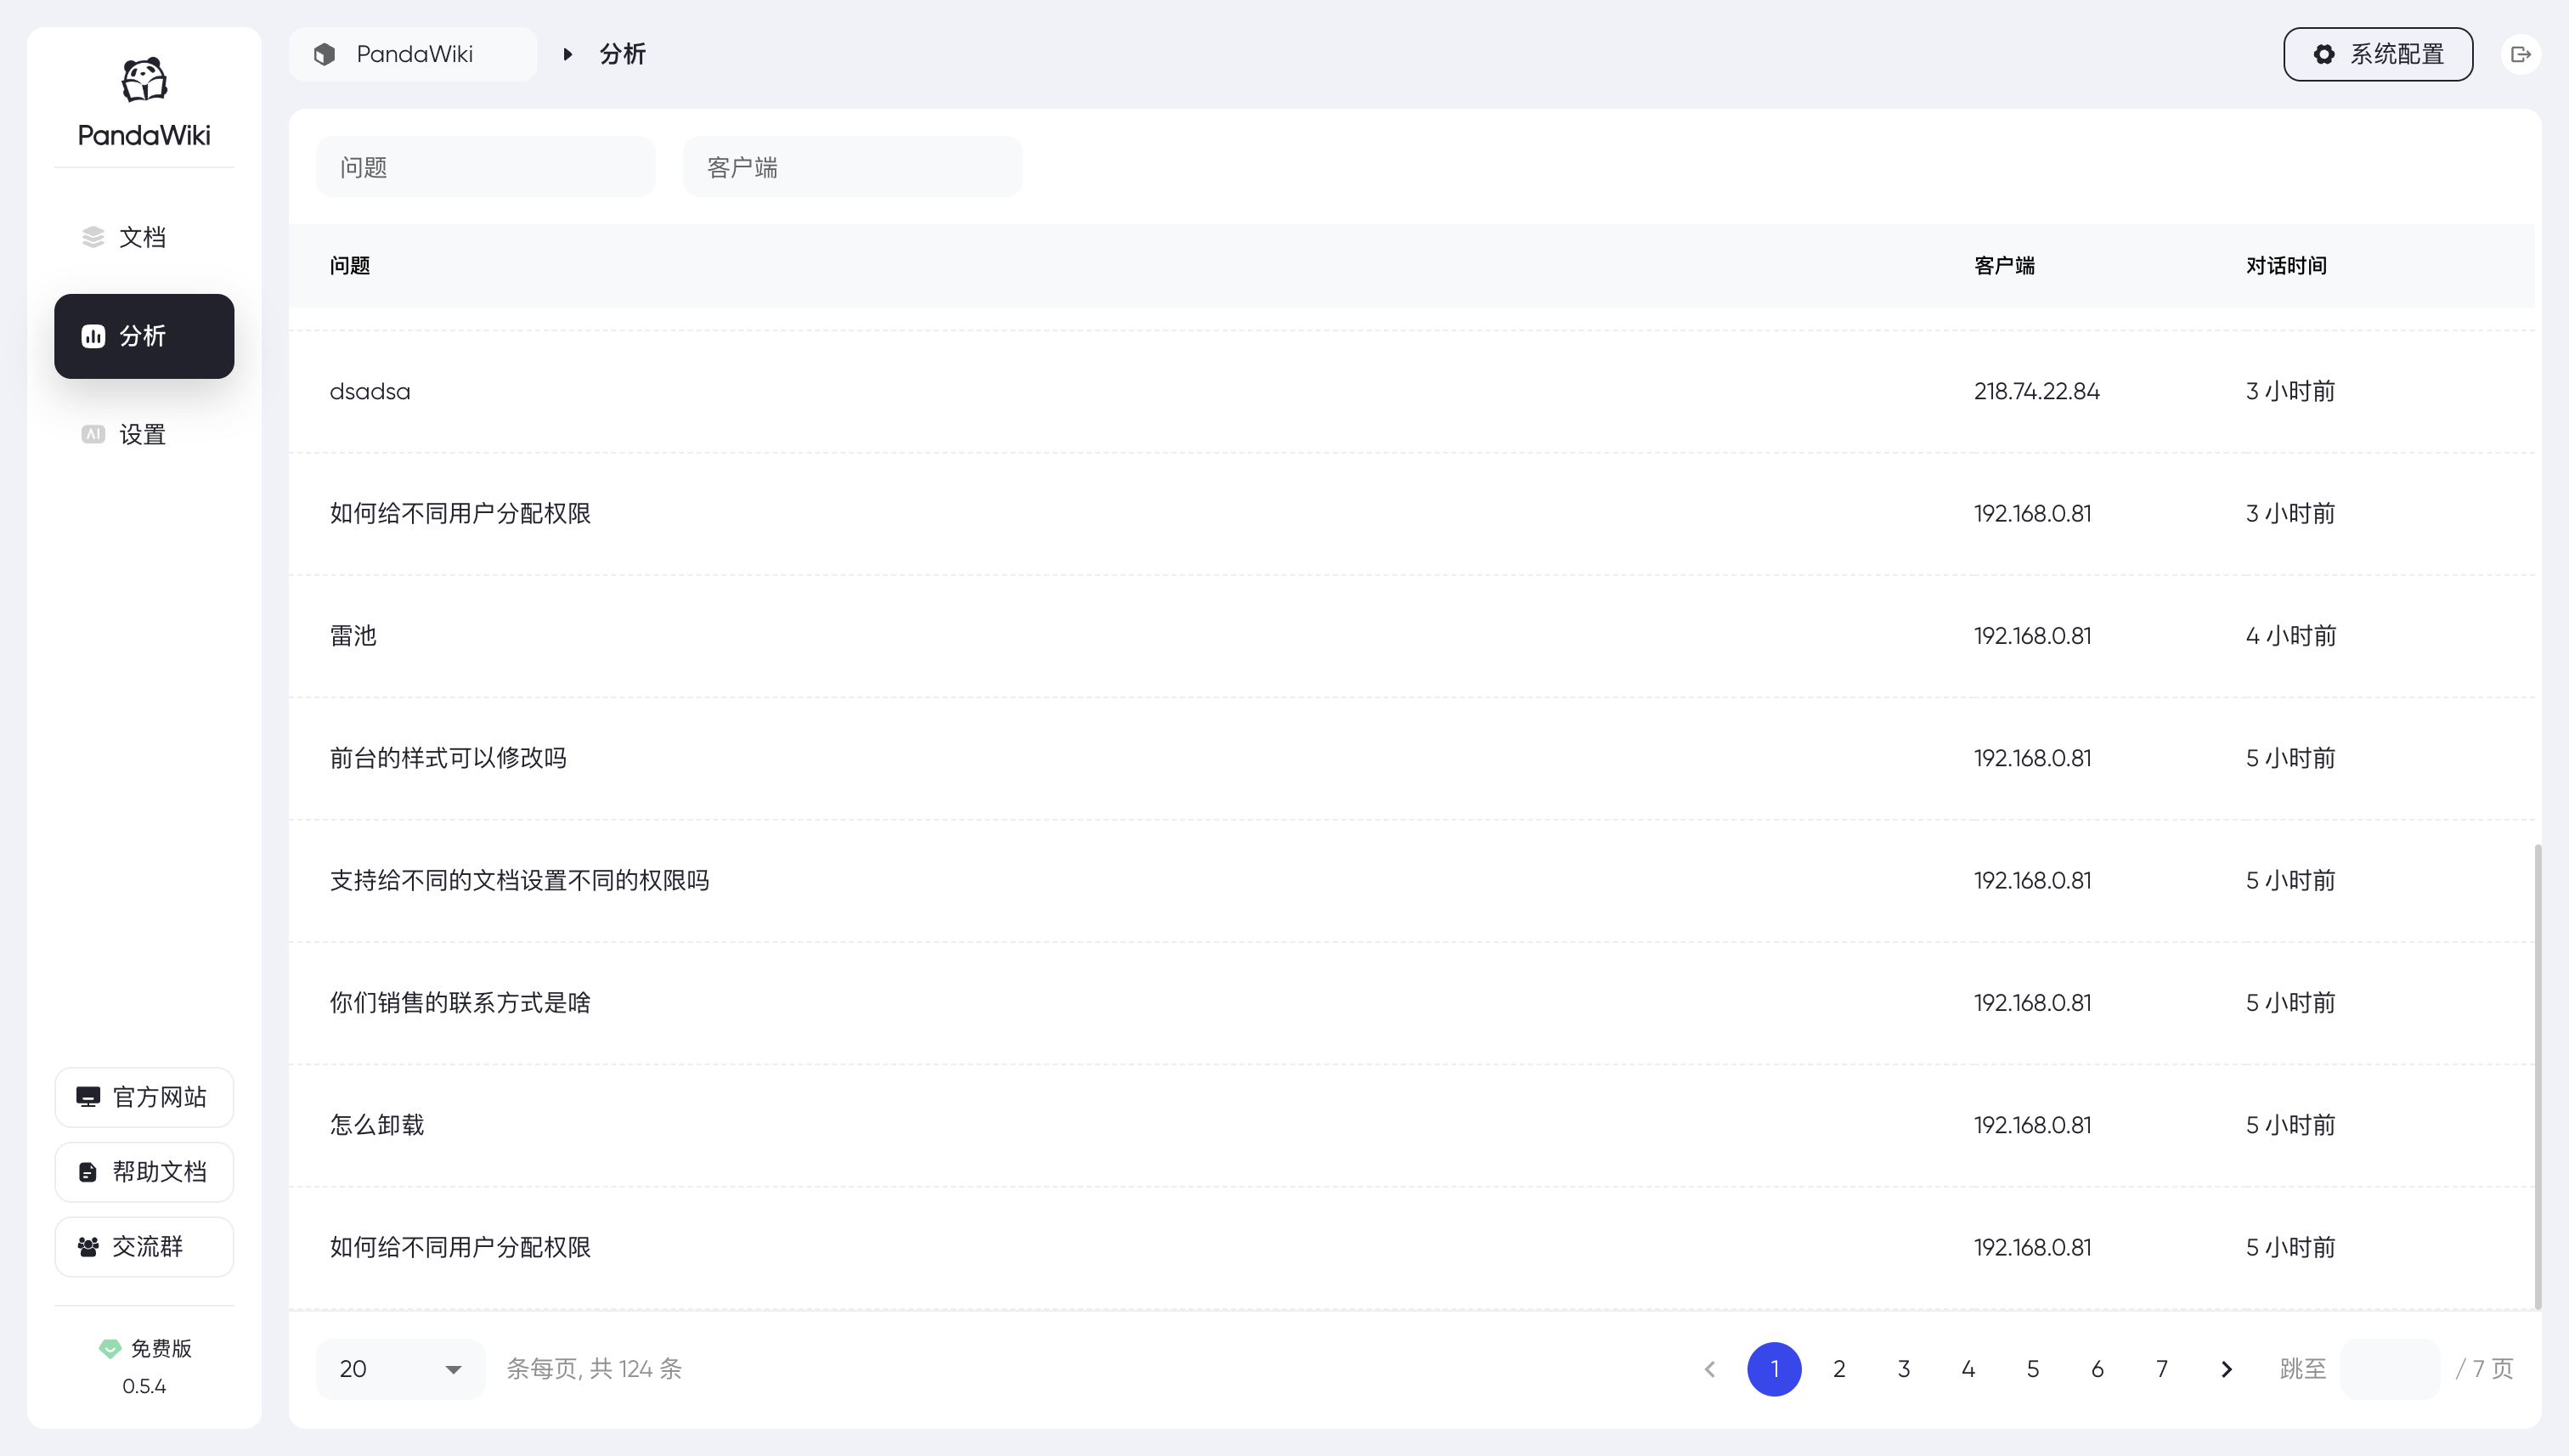 PandaWiki
文档
分析
AI 设置
官方网站
帮助文档
交流群
免费版
0.5.4
PandaWiki 分析
系统配置
问题 客户端
问题 客户端 对话时间
dsadsa 218.74.22.84 3 小时前
如何给不同用户分配权限 192.168.0.81 3 小时前
雷池 192.168.0.81 4 小时前
前台的样式可以修改吗 192.168.0.81 5 小时前
支持给不同的文档设置不同的权限吗 192.168.0.81 5 小时前
你们销售的联系方式是啥 192.168.0.81 5 小时前
怎么卸载 192.168.0.81 5 小时前
如何给不同用户分配权限 192.168.0.81 5 小时前
20 条每页, 共 124 条 1 2 3 4 5 6 7 跳至 / 7 页